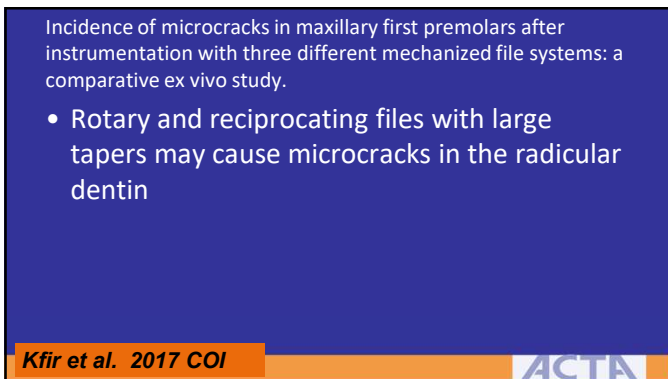 Incidence of microcracks in maxillary first premolars after
instrumentation with three different mechanized file systems: a
comparative ex vivo study.
• Rotary and reciprocating files with large
tapers may cause microcracks in the radicular
dentin
Kfir et al. 2017 COI
ACTA